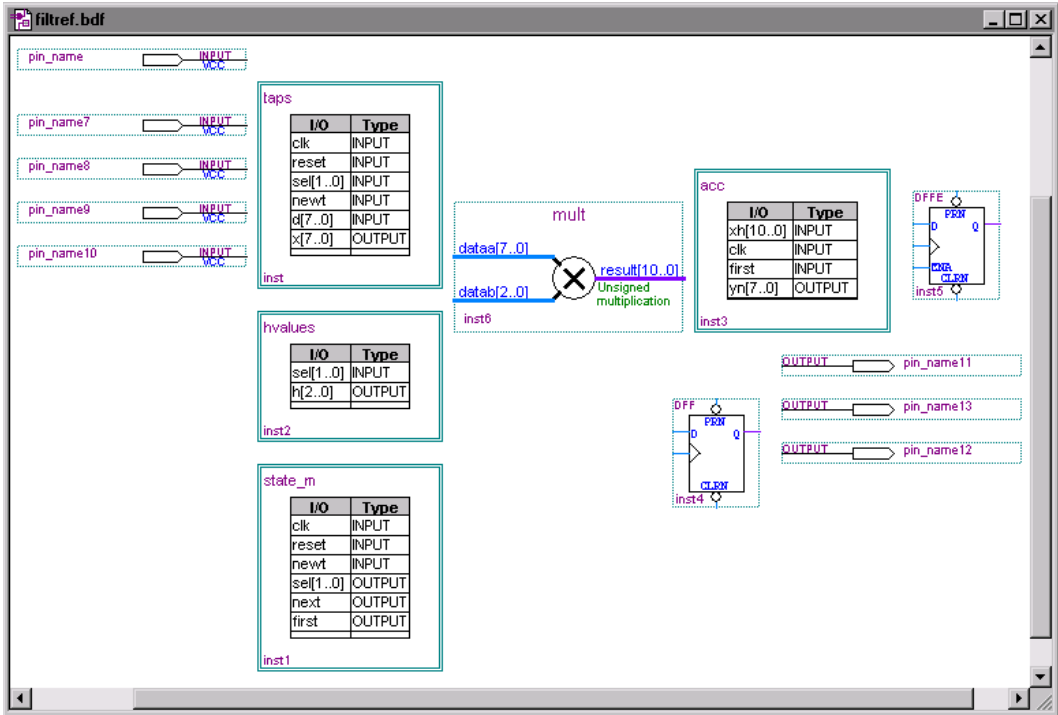 filtref.bdf
pin_name INPUT
VCC
pin_name7 INPUT
VCC
pin_name8 INPUT
VCC
pin_name9 INPUT
VCC
pin_name10 INPUT
VCC
taps
I/O Type
clk INPUT
reset INPUT
sel[1..0] INPUT
newt INPUT
d[7..0] INPUT
x[7..0] OUTPUT
inst
hvalues
I/O Type
sel[1..0] INPUT
h[2..0] OUTPUT
inst2
state_m
I/O Type
clk INPUT
reset INPUT
newt INPUT
sel[1..0] OUTPUT
next OUTPUT
first OUTPUT
inst1
mult
dataa[7..0]
result[10..0]
datab[2..0]
Unsigned
multiplication
inst6
acc
I/O Type
xh[10..0] INPUT
clk INPUT
first INPUT
yn[7..0] OUTPUT
inst3
DFFE
PRN
D Q
ENA
CLRN
inst5
OUTPUT pin_name11
OUTPUT pin_name13
OUTPUT pin_name12
DFF
PRN
D Q
CLRN
inst4